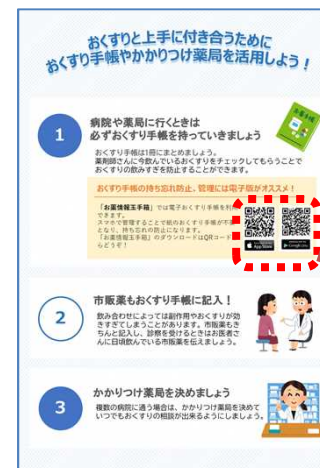 おくすりと上手に付き合うために
おくすり手帳やかかりつけ薬局を活用しよう！
お薬手帳
1
病院や薬局に行くときは
必ずおくすり手帳を持っていきましょう
おくすり手帳は1冊にまとめましょう。
薬剤師さんに今飲んでいるおくすりをチェックしてもらうことで
おくすりの飲みすぎを防止することができます。
おくすり手帳の持ち忘れ防止、管理には電子版がオススメ！
「お薬情報玉手箱」では電子おくすり手帳を利
できます。
スマホで管理することで紙のおくすり手帳が不
となり、持ち忘れの防止になります。
「お薬情報玉手箱」のダウンロードはQRコード
らどうぞ！
App Store
Google Play
2
市販薬もおくすり手帳に記入！
飲み合わせによっては副作用やおくすりが効
きすぎてしまうことがあります。市販薬もき
ちんと記入し、診察を受けるときはお医者さ
んに日頃飲んでいる市販薬を伝えましょう。
3
かかりつけ薬局を決めましょう
複数の病院に通う場合は、かかりつけ薬局を決めて
いつでもおくすりの相談が出来るようにしましょう。